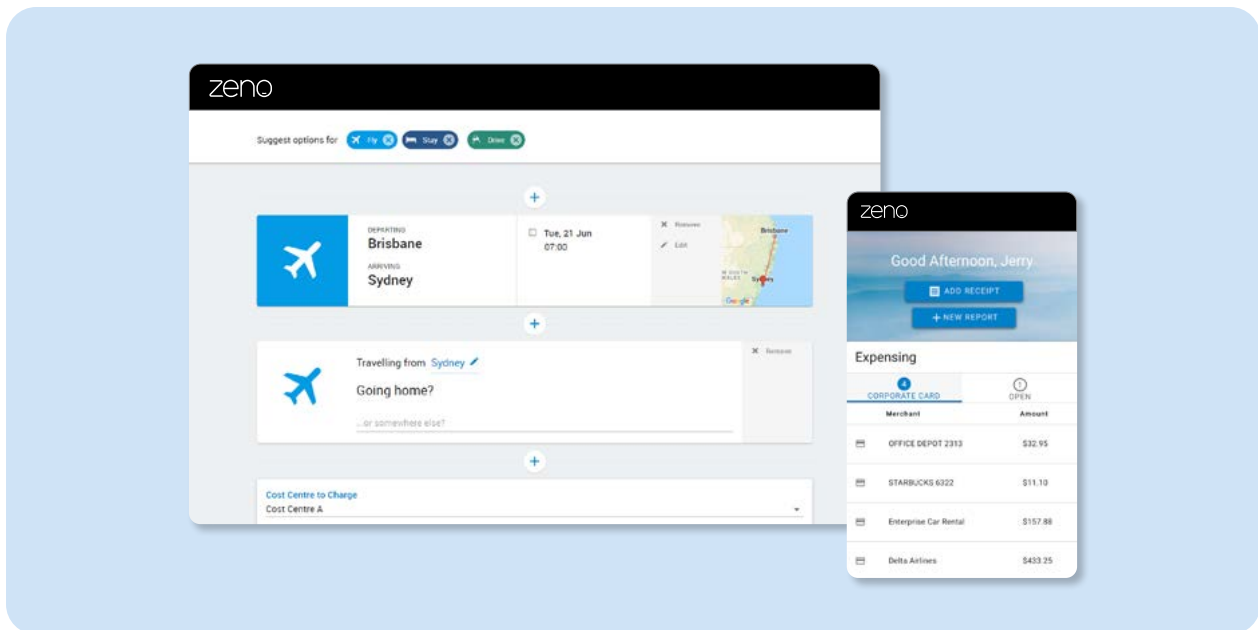 zeno
Suggest options for Fly Stay Drive
DEPARTING
Brisbane
ARRIVING
Sydney
Tue, 21 Jun
07:00
Remove
Edit
Brisbane
Sydney
Google
Travelling from Sydney
Going home?
...or somewhere else?
Remove
Cost Centre to Charge
Cost Centre A
zeno
Good Afternoon, Jerry
ADD RECEIPT
NEW REPORT
Expensing
4
CORPORATE CARD
1
OPEN
Merchant Amount
OFFICE DEPOT 2313 $32.95
STARBUCKS 6322 $11.10
Enterprise Car Rental $157.88
Delta Airlines $433.25